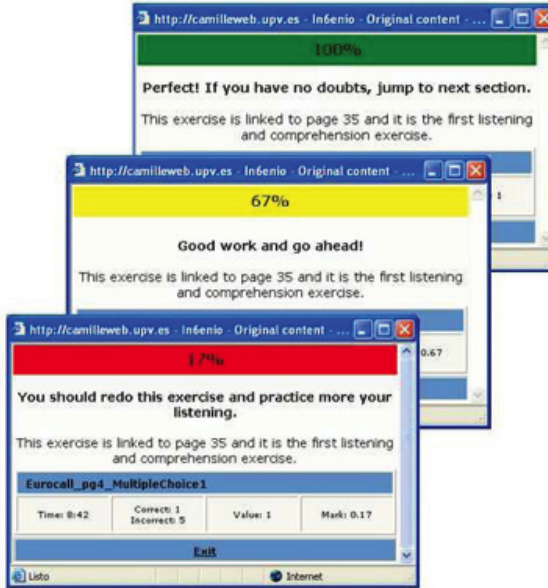 http://camilleweb.upv.es - In6enio - Original content - ...
100%
Perfect! If you have no doubts, jump to next section.
This exercise is linked to page 35 and it is the first listening
and comprehension exercise.
1
http://camilleweb.upv.es - In6enio - Original content - ...
67%
Good work and go ahead!
This exercise is linked to page 35 and it is the first listening
and comprehension exercise.
0.67
http://camilleweb.upv.es - In6enio - Original content - ...
17%
You should redo this exercise and practice more your
listening.
This exercise is linked to page 35 and it is the first listening
and comprehension exercise.
Eurocall_pg4_MultipleChoice1
Time: 8:42
Correct: 1
Incorrect: 5
Value: 1
Mark: 0.17
Exit
Listo
Internet